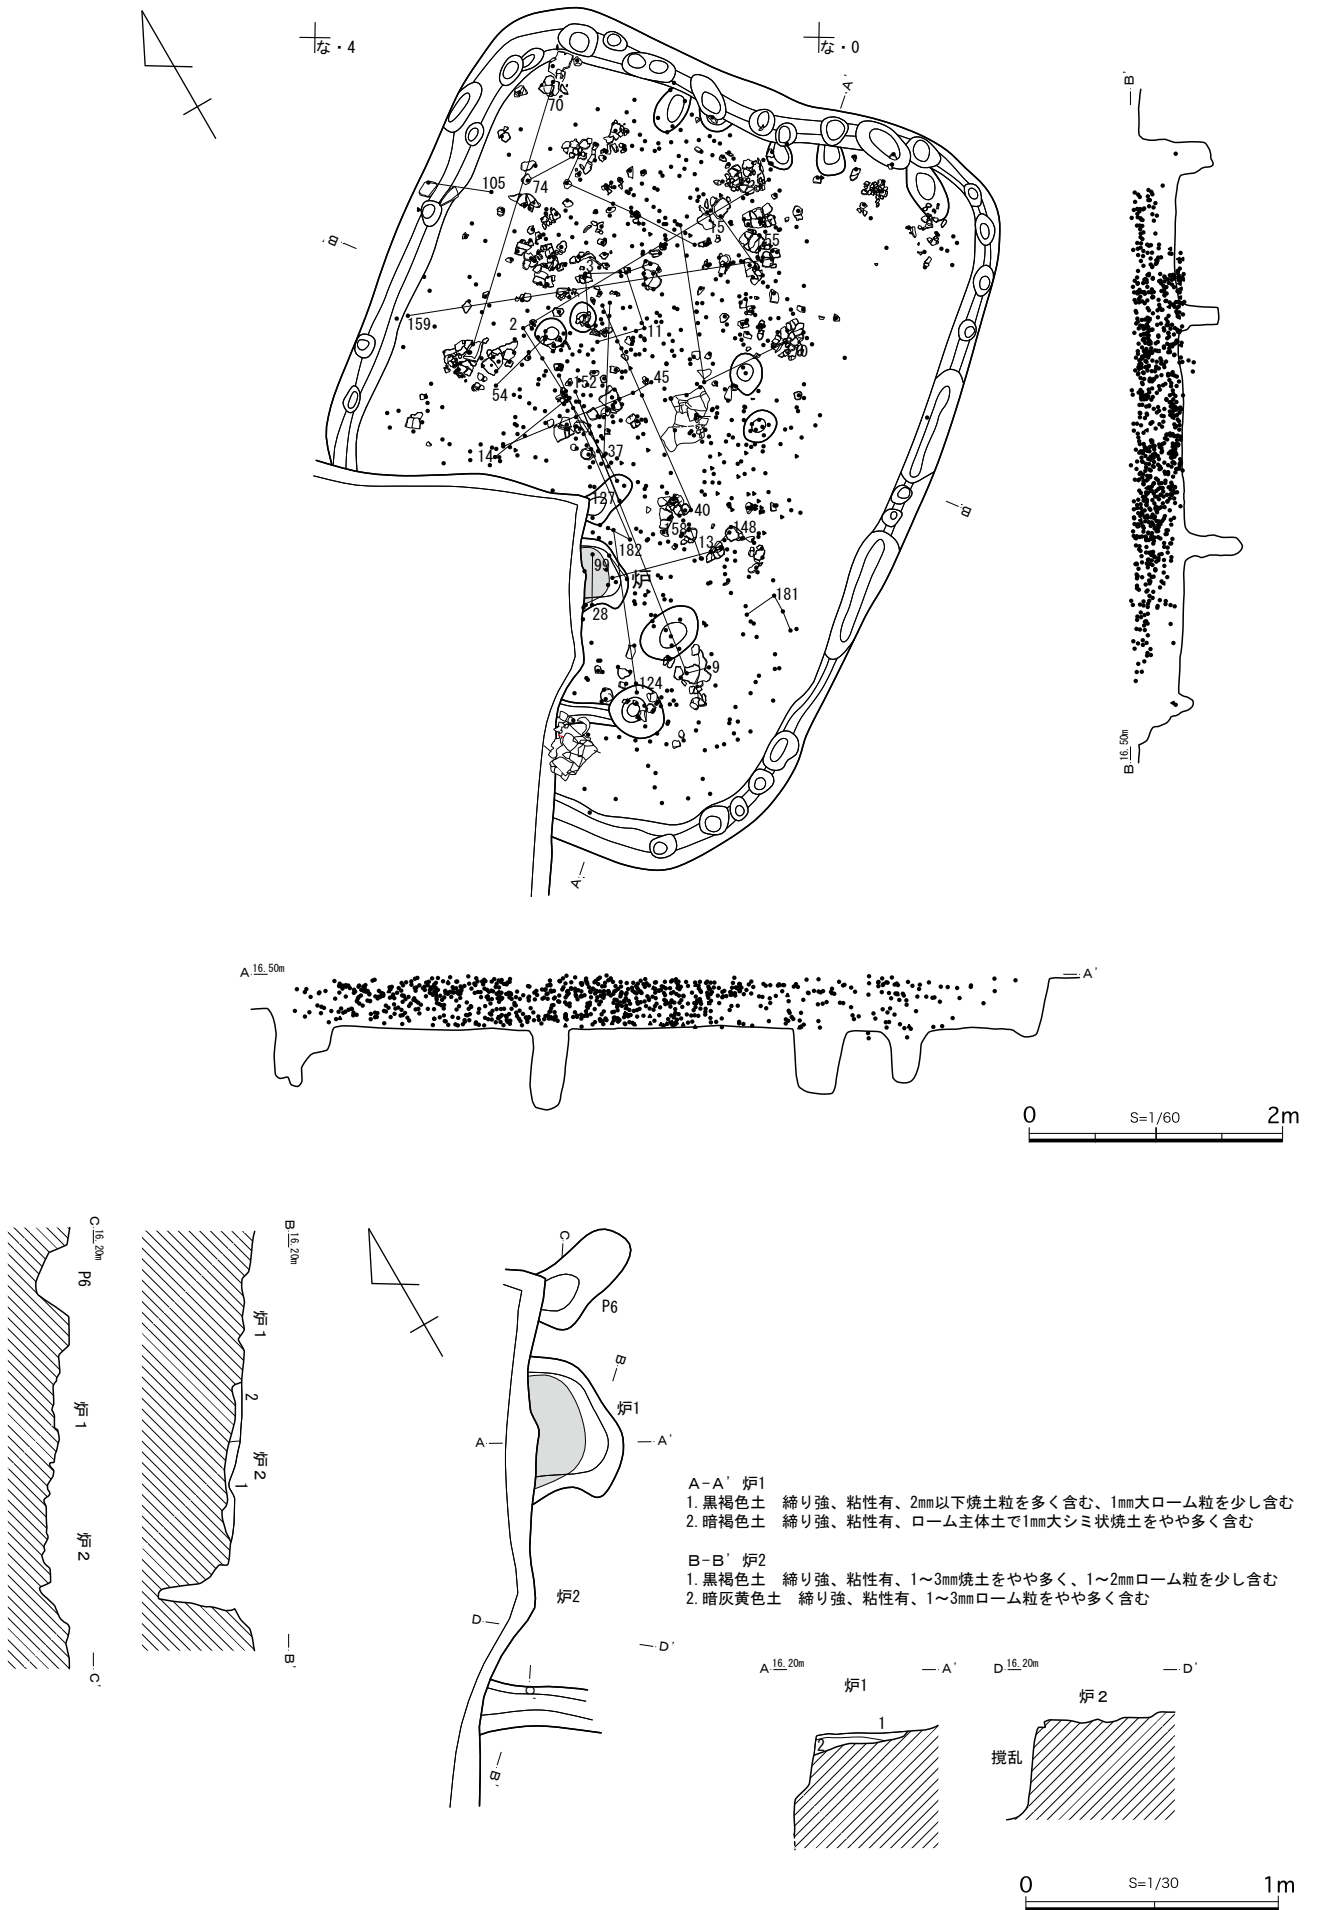 な・4
な・0
A'
B'
70
109
105
74
15
55
B'
3
159
2
11
70
152
45
54
14
37
127
40
158
13
148
B
182
99
炉
28
181
9
124
A
B 16.50m
A 16.50m
A'
0 S=1/60 2m
C 16.20m
P6
炉1
炉2
C'
B 16.20m
炉1
2
炉2
1
B'
C
P6
B
炉1
A
A'
炉2
D
D'
C'
B'
A-A' 炉1
1. 黒褐色土 締り強、粘性有、2mm以下焼土粒を多く含む、1mm大ローム粒を少し含む
2. 暗褐色土 締り強、粘性有、ローム主体土で1mm大シミ状焼土をやや多く含む
B-B' 炉2
1. 黒褐色土 締り強、粘性有、1~3mm焼土をやや多く、1~2mmローム粒を少し含む
2. 暗灰黄色土 締り強、粘性有、1~3mmローム粒をやや多く含む
A 16.20m
A'
炉1
1
2
D 16.20m
D'
炉2
撹乱
0 S=1/30 1m